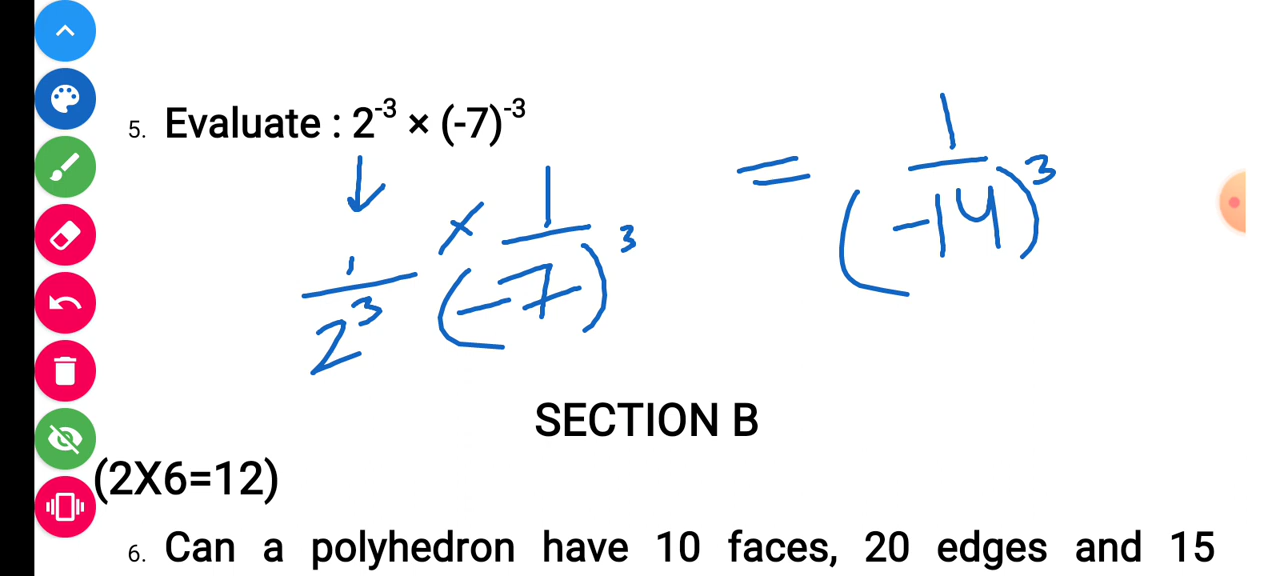 5. Evaluate : 2⁻³ × (-7)⁻³
↓
1/2³ × 1/(-7)³ = 1/(-14)³
SECTION B
(2X6=12)
6. Can a polyhedron have 10 faces, 20 edges and 15